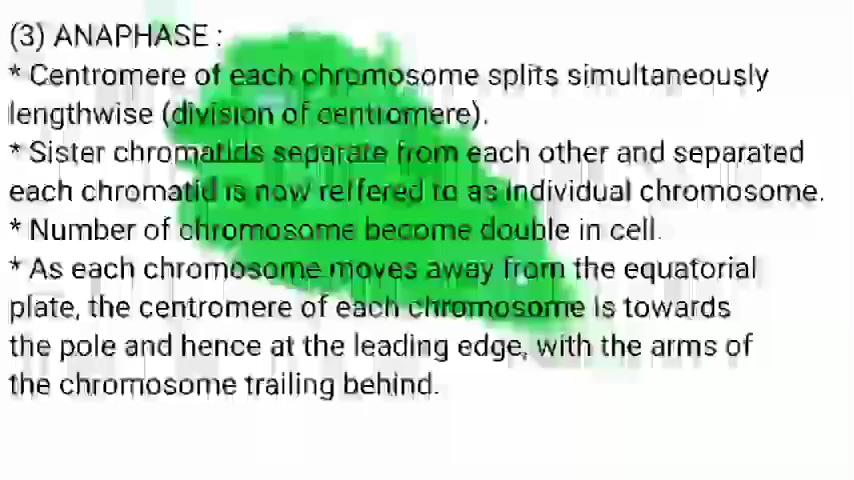 (3) ANAPHASE :
* Centromere of each chromosome splits simultaneously
lengthwise (division of centromere).
* Sister chromatids separate from each other and separated
each chromatid is now reffered to as individual chromosome.
* Number of chromosome become double in cell.
* As each chromosome moves away from the equatorial
plate, the centromere of each chromosome is towards
the pole and hence at the leading edge, with the arms of
the chromosome trailing behind.